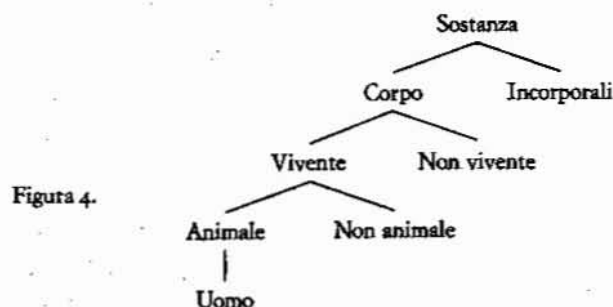 Sostanza
Corpo Incorporali
Vivente Non vivente
Figura 4.
Animale Non animale
Uomo